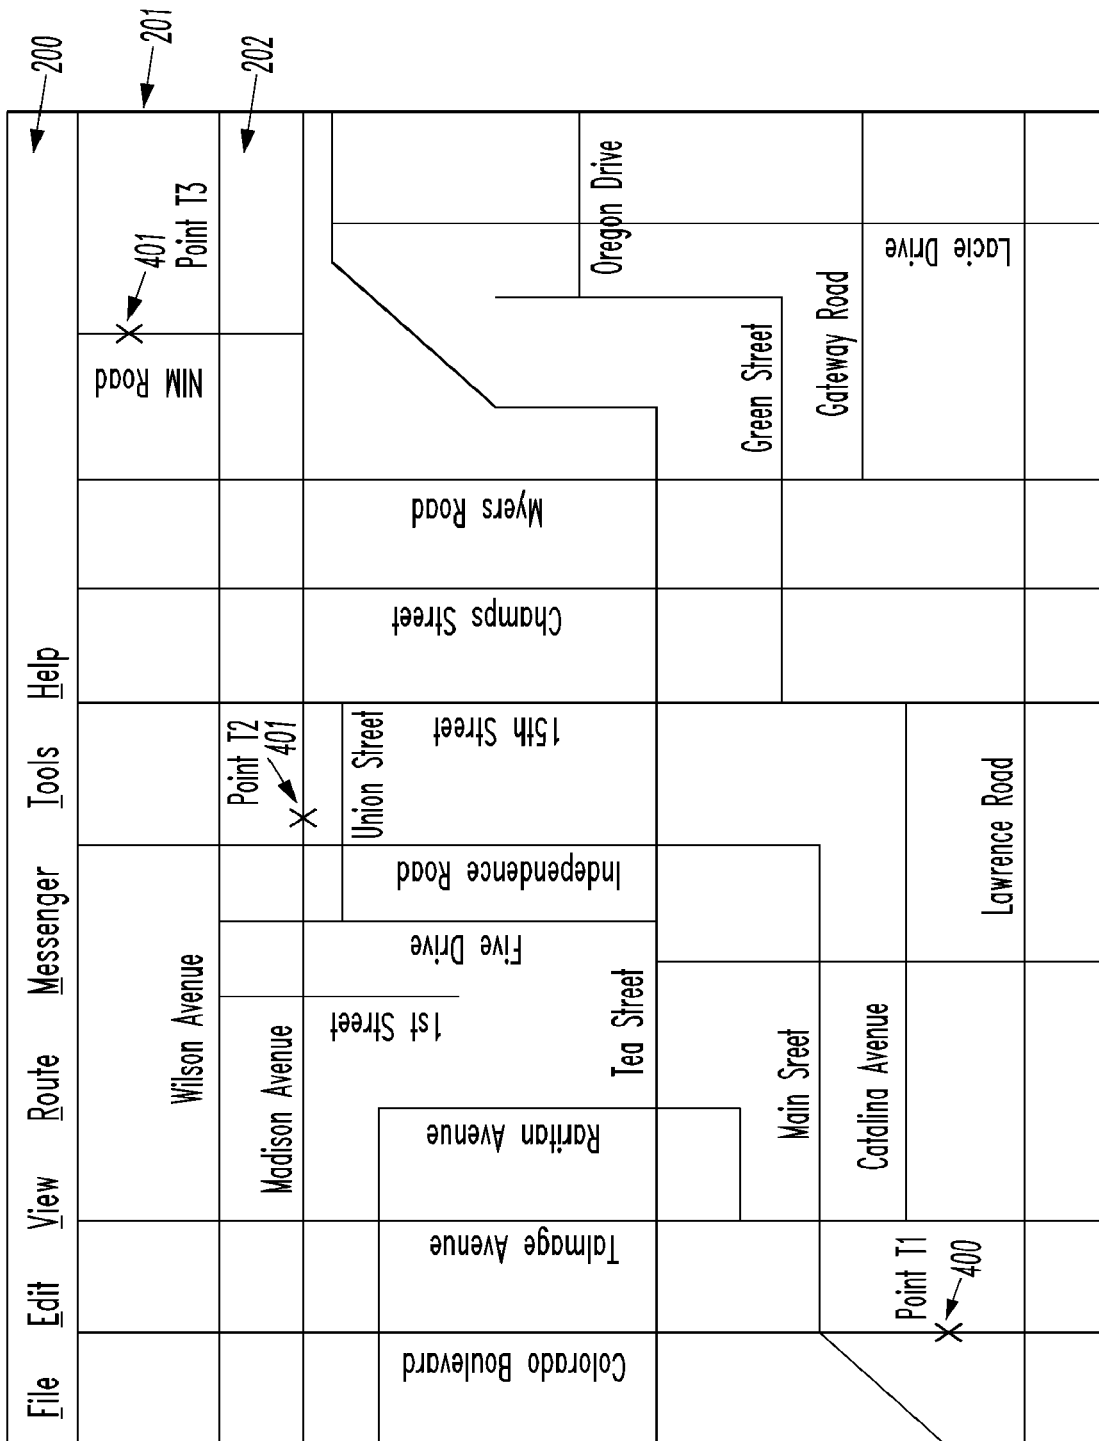 File Edit View Route Messenger Tools Help
200
201
202
NIM Road
401
Point T3
Wilson Avenue
Point T2
401
Madison Avenue
Union Street
1st Street
Five Drive
Independence Road
15th Street
Champs Street
Myers Road
Oregon Drive
Colorado Boulevard
Talmage Avenue
Raritan Avenue
Tea Street
Green Street
Main Sreet
Gateway Road
Catalina Avenue
Lacie Drive
Point T1
400
Lawrence Road